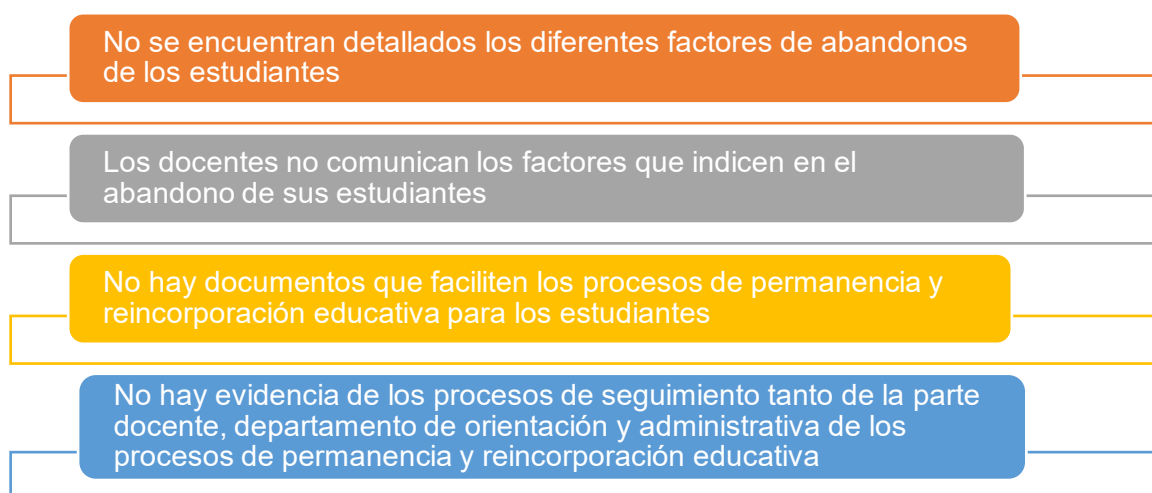 No se encuentran detallados los diferentes factores de abandonos
de los estudiantes
Los docentes no comunican los factores que indicen en el
abandono de sus estudiantes
No hay documentos que faciliten los procesos de permanencia y
reincorporación educativa para los estudiantes
No hay evidencia de los procesos de seguimiento tanto de la parte
docente, departamento de orientación y administrativa de los
procesos de permanencia y reincorporación educativa